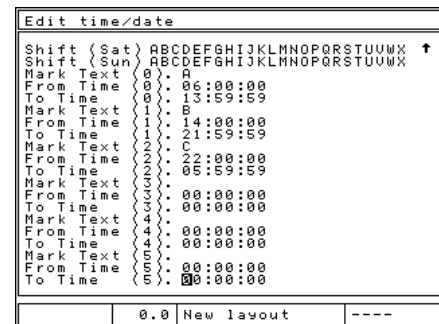 Edit time/date
Shift (Sat) ABCDEFGHIJKLMNOPQRSTUVWX ↑
Shift (Sun) ABCDEFGHIJKLMNOPQRSTUVWX
Mark Text (0). A
From Time (0). 06:00:00
To Time (0). 13:59:59
Mark Text (1). B
From Time (1). 14:00:00
To Time (1). 21:59:59
Mark Text (2). C
From Time (2). 22:00:00
To Time (2). 05:59:59
Mark Text (3).
From Time (3). 00:00:00
To Time (3). 00:00:00
Mark Text (4).
From Time (4). 00:00:00
To Time (4). 00:00:00
Mark Text (5).
From Time (5). 00:00:00
To Time (5). 00:00:00
0.0 New layout ----